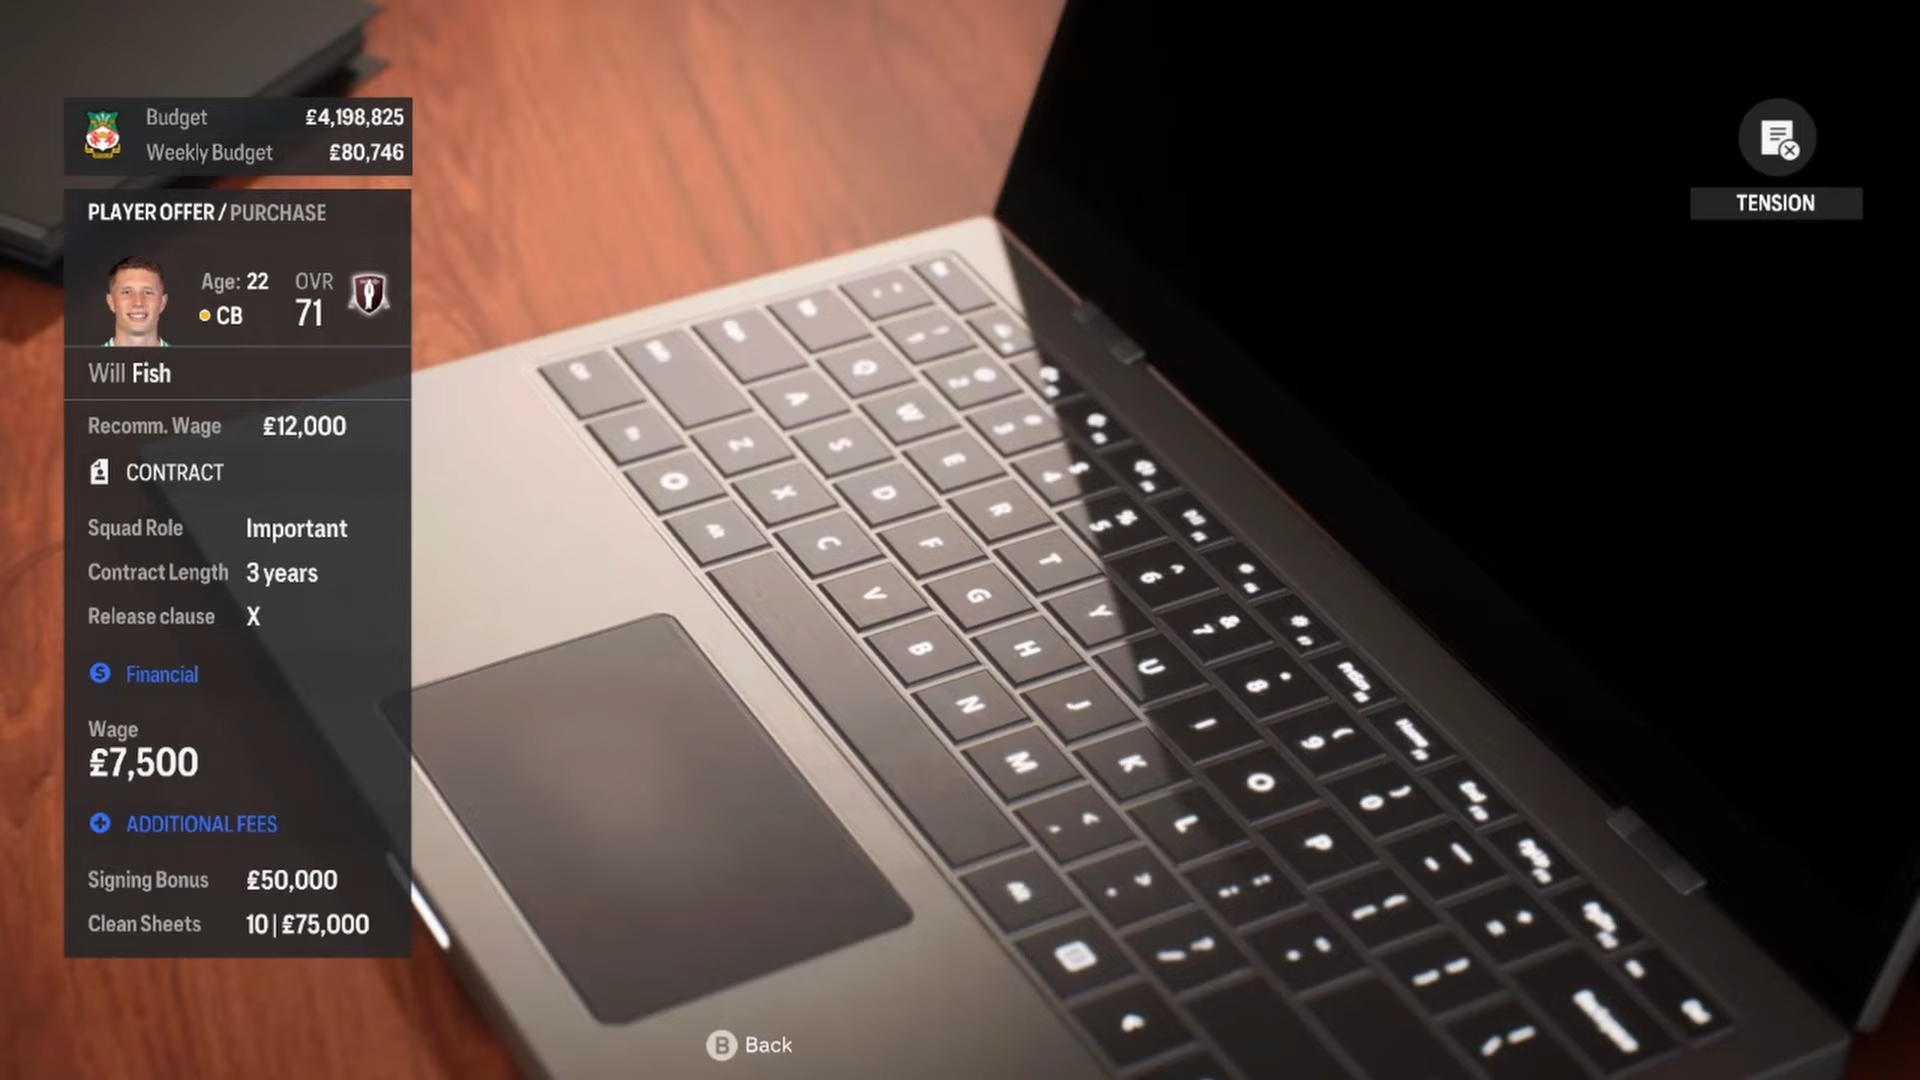 Budget £4,198,825
Weekly Budget £80,746
TENSION
PLAYER OFFER / PURCHASE
Age: 22 OVR
CB 71
Will Fish
Recomm. Wage £12,000
CONTRACT
Squad Role Important
Contract Length 3 years
Release clause X
Financial
Wage
£7,500
ADDITIONAL FEES
Signing Bonus £50,000
Clean Sheets 10 | £75,000
B Back